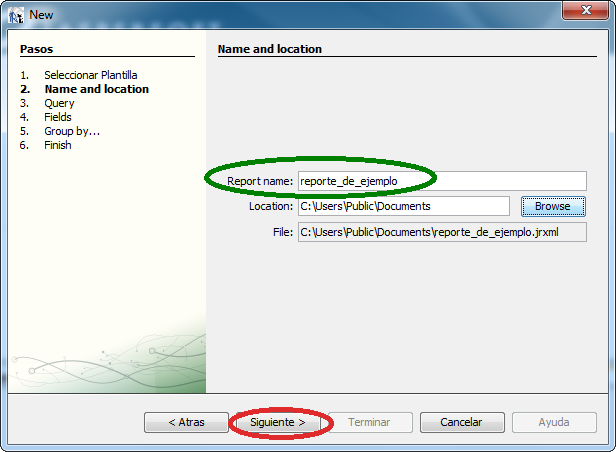 New
Pasos
1. Seleccionar Plantilla
2. Name and location
3. Query
4. Fields
5. Group by...
6. Finish
Name and location
Report name: reporte_de_ejemplo
Location: C:\Users\Public\Documents Browse
File: C:\Users\Public\Documents\reporte_de_ejemplo.jrxml
< Atras Siguiente > Terminar Cancelar Ayuda